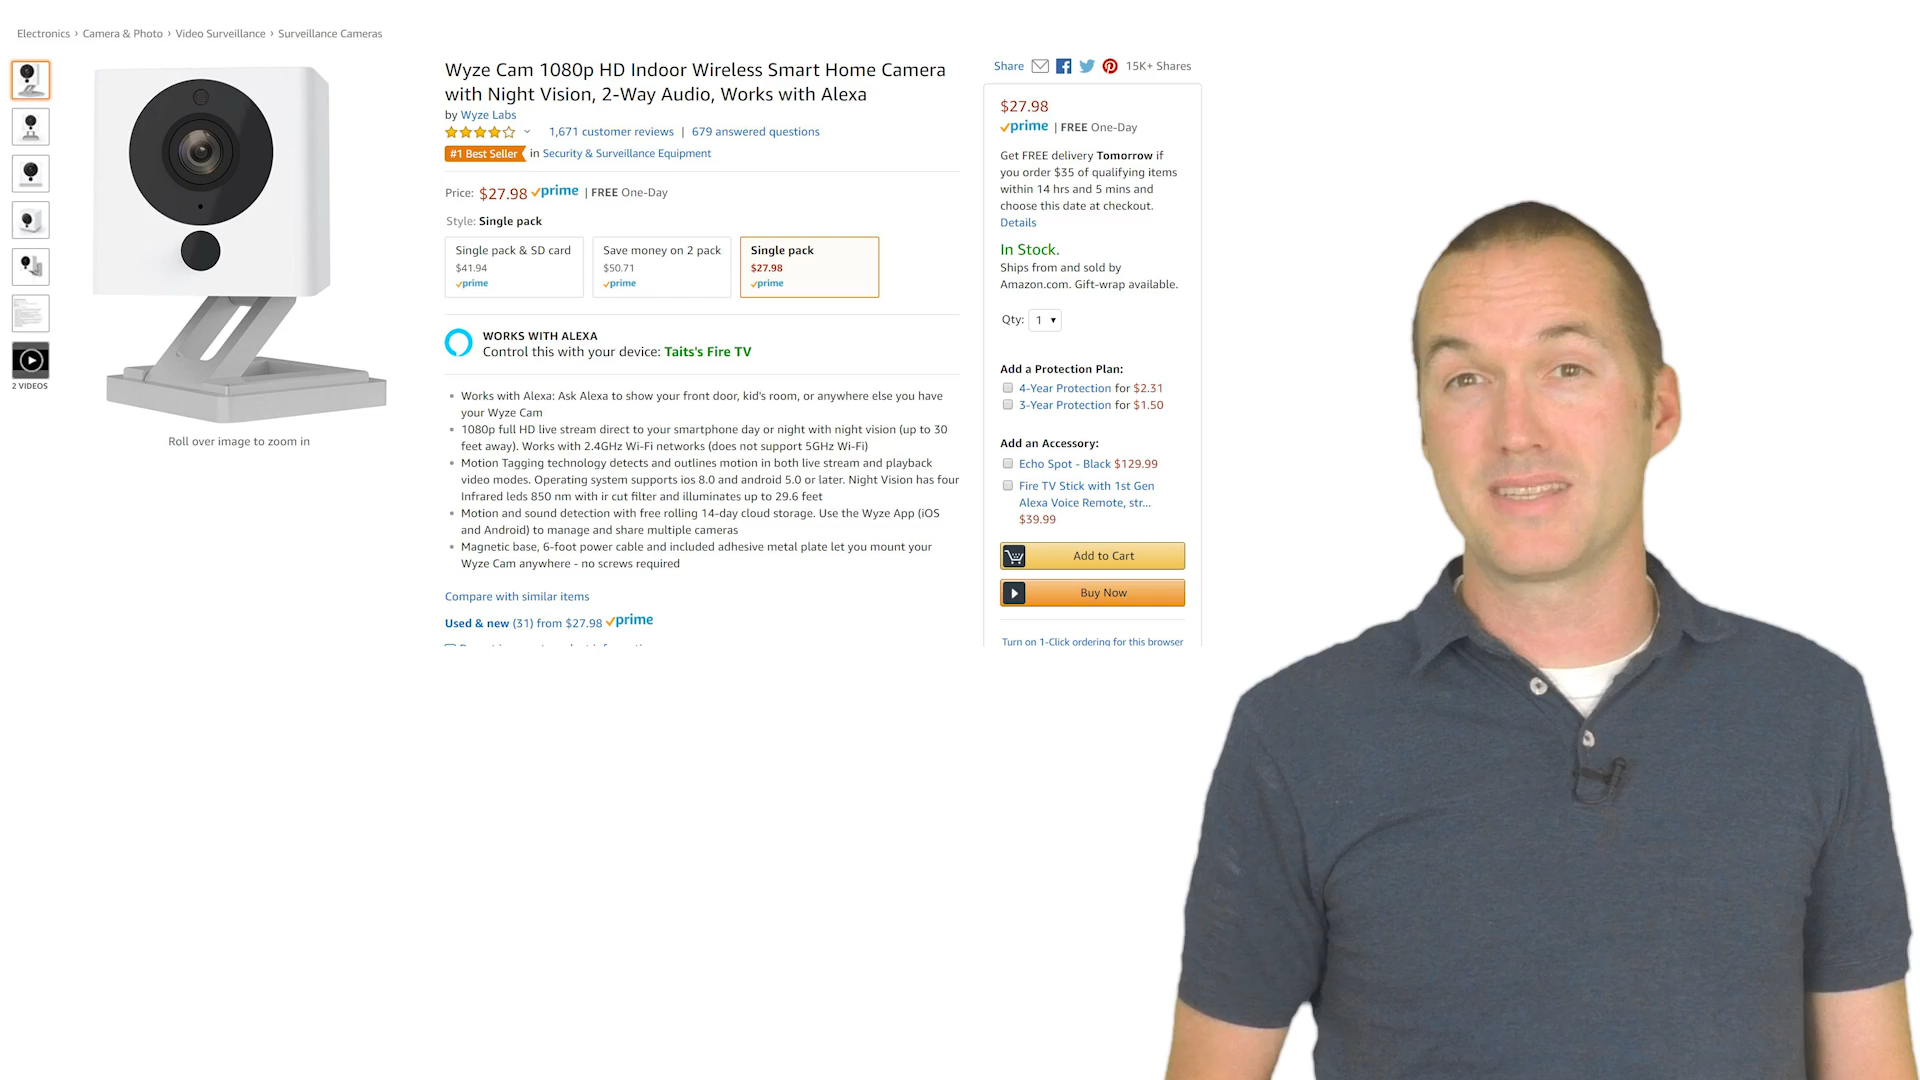 Electronics › Camera & Photo › Video Surveillance › Surveillance Cameras
2 VIDEOS
Roll over image to zoom in
Wyze Cam 1080p HD Indoor Wireless Smart Home Camera
with Night Vision, 2-Way Audio, Works with Alexa
by Wyze Labs
1,671 customer reviews | 679 answered questions
#1 Best Seller in Security & Surveillance Equipment
Price: $27.98 prime | FREE One-Day
Style: Single pack
Single pack & SD card
$41.94
prime
Save money on 2 pack
$50.71
prime
Single pack
$27.98
prime
WORKS WITH ALEXA
Control this with your device: Taits's Fire TV
Works with Alexa: Ask Alexa to show your front door, kid's room, or anywhere else you have
your Wyze Cam
1080p full HD live stream direct to your smartphone day or night with night vision (up to 30
feet away). Works with 2.4GHz Wi-Fi networks (does not support 5GHz Wi-Fi)
Motion Tagging technology detects and outlines motion in both live stream and playback
video modes. Operating system supports ios 8.0 and android 5.0 or later. Night Vision has four
Infrared leds 850 nm with ir cut filter and illuminates up to 29.6 feet
Motion and sound detection with free rolling 14-day cloud storage. Use the Wyze App (iOS
and Android) to manage and share multiple cameras
Magnetic base, 6-foot power cable and included adhesive metal plate let you mount your
Wyze Cam anywhere - no screws required
Compare with similar items
Used & new (31) from $27.98 prime
Share 15K+ Shares
$27.98
prime | FREE One-Day
Get FREE delivery Tomorrow if
you order $35 of qualifying items
within 14 hrs and 5 mins and
choose this date at checkout.
Details
In Stock.
Ships from and sold by
Amazon.com. Gift-wrap available.
Qty: 1
Add a Protection Plan:
4-Year Protection for $2.31
3-Year Protection for $1.50
Add an Accessory:
Echo Spot - Black $129.99
Fire TV Stick with 1st Gen
Alexa Voice Remote, str...
$39.99
Add to Cart
Buy Now
Turn on 1-Click ordering for this browser